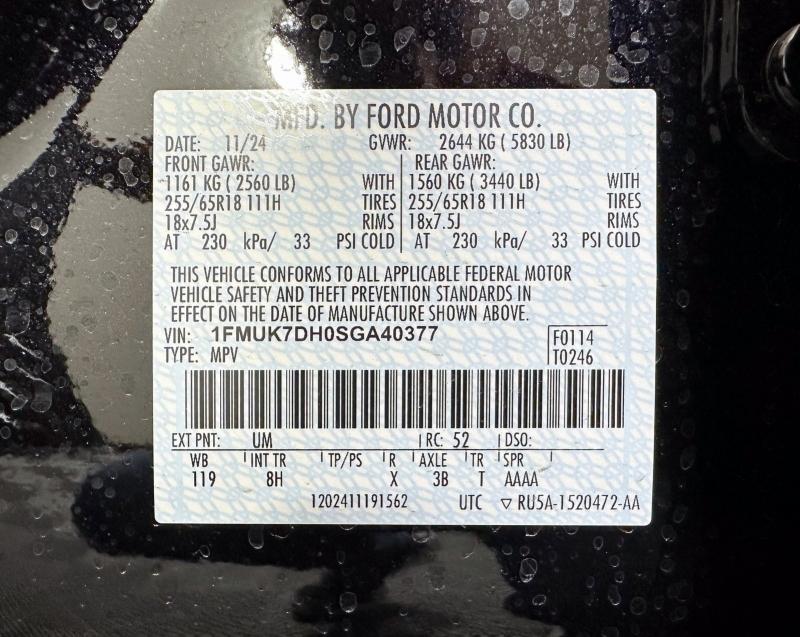 MFD. BY FORD MOTOR CO.
DATE: 11/24 GVWR: 2644 KG ( 5830 LB)
FRONT GAWR: REAR GAWR:
1161 KG ( 2560 LB) WITH 1560 KG ( 3440 LB) WITH
255/65R18 111H TIRES 255/65R18 111H TIRES
18x7.5J RIMS 18x7.5J RIMS
AT 230 kPa/ 33 PSI COLD AT 230 kPa/ 33 PSI COLD
THIS VEHICLE CONFORMS TO ALL APPLICABLE FEDERAL MOTOR
VEHICLE SAFETY AND THEFT PREVENTION STANDARDS IN
EFFECT ON THE DATE OF MANUFACTURE SHOWN ABOVE.
VIN: 1FMUK7DH0SGA40377 F0114
TYPE: MPV T0246
EXT PNT: UM RC: 52 DSO:
WB INT TR TP/PS R AXLE TR SPR
119 8H X 3B T AAAA
1202411191562 UTC ▽ RU5A-1520472-AA